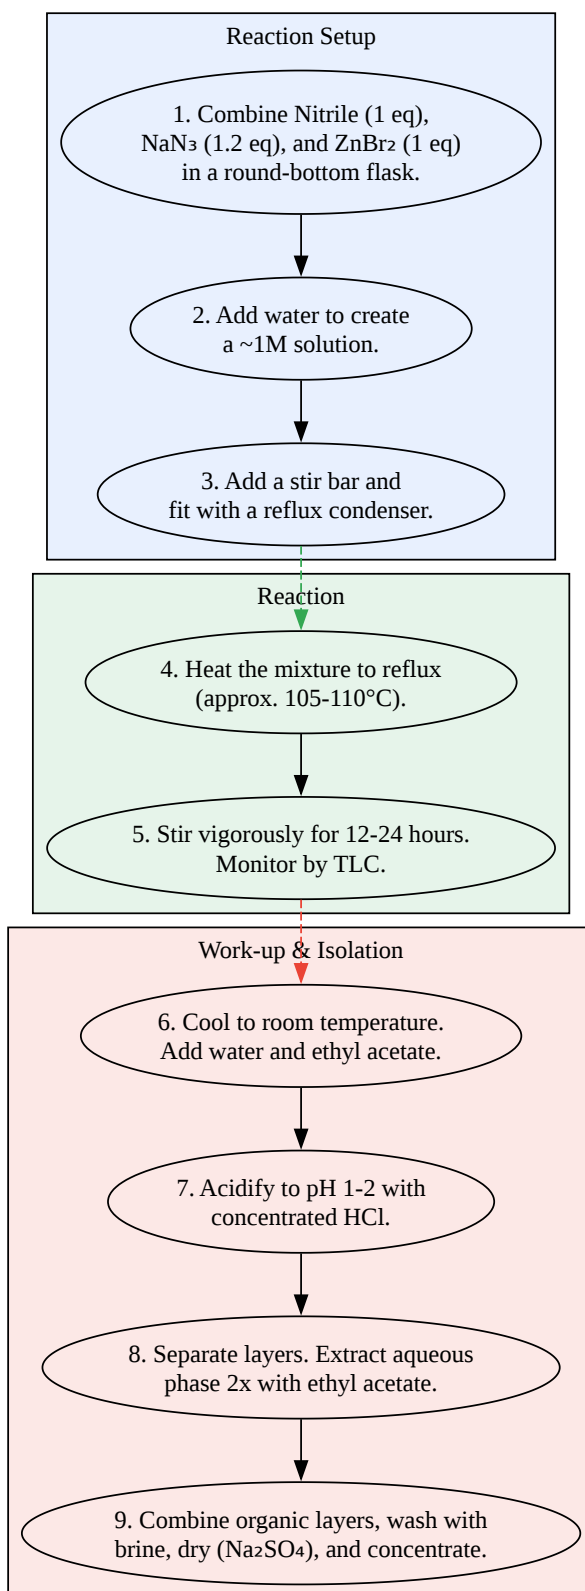 Reaction Setup
1. Combine Nitrile (1 eq),
NaN₃ (1.2 eq), and ZnBr₂ (1 eq)
in a round-bottom flask.
2. Add water to create
a ~1M solution.
3. Add a stir bar and
fit with a reflux condenser.
Reaction
4. Heat the mixture to reflux
(approx. 105-110°C).
5. Stir vigorously for 12-24 hours.
Monitor by TLC.
Work-up & Isolation
6. Cool to room temperature.
Add water and ethyl acetate.
7. Acidify to pH 1-2 with
concentrated HCl.
8. Separate layers. Extract aqueous
phase 2x with ethyl acetate.
9. Combine organic layers, wash with
brine, dry (Na₂SO₄), and concentrate.